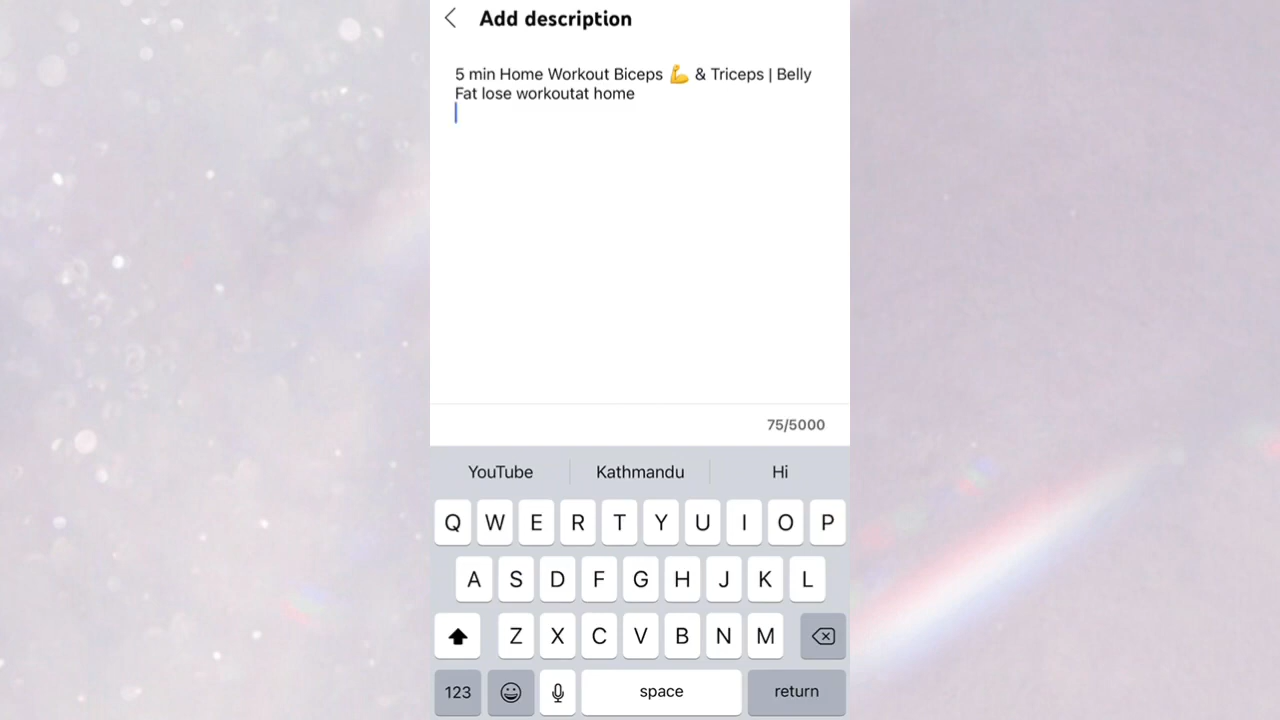 Add description
5 min Home Workout Biceps 💪 & Triceps | Belly
Fat lose workoutat home
75/5000
YouTube Kathmandu Hi
Q W E R T Y U I O P
A S D F G H J K L
Z X C V B N M
123 space return